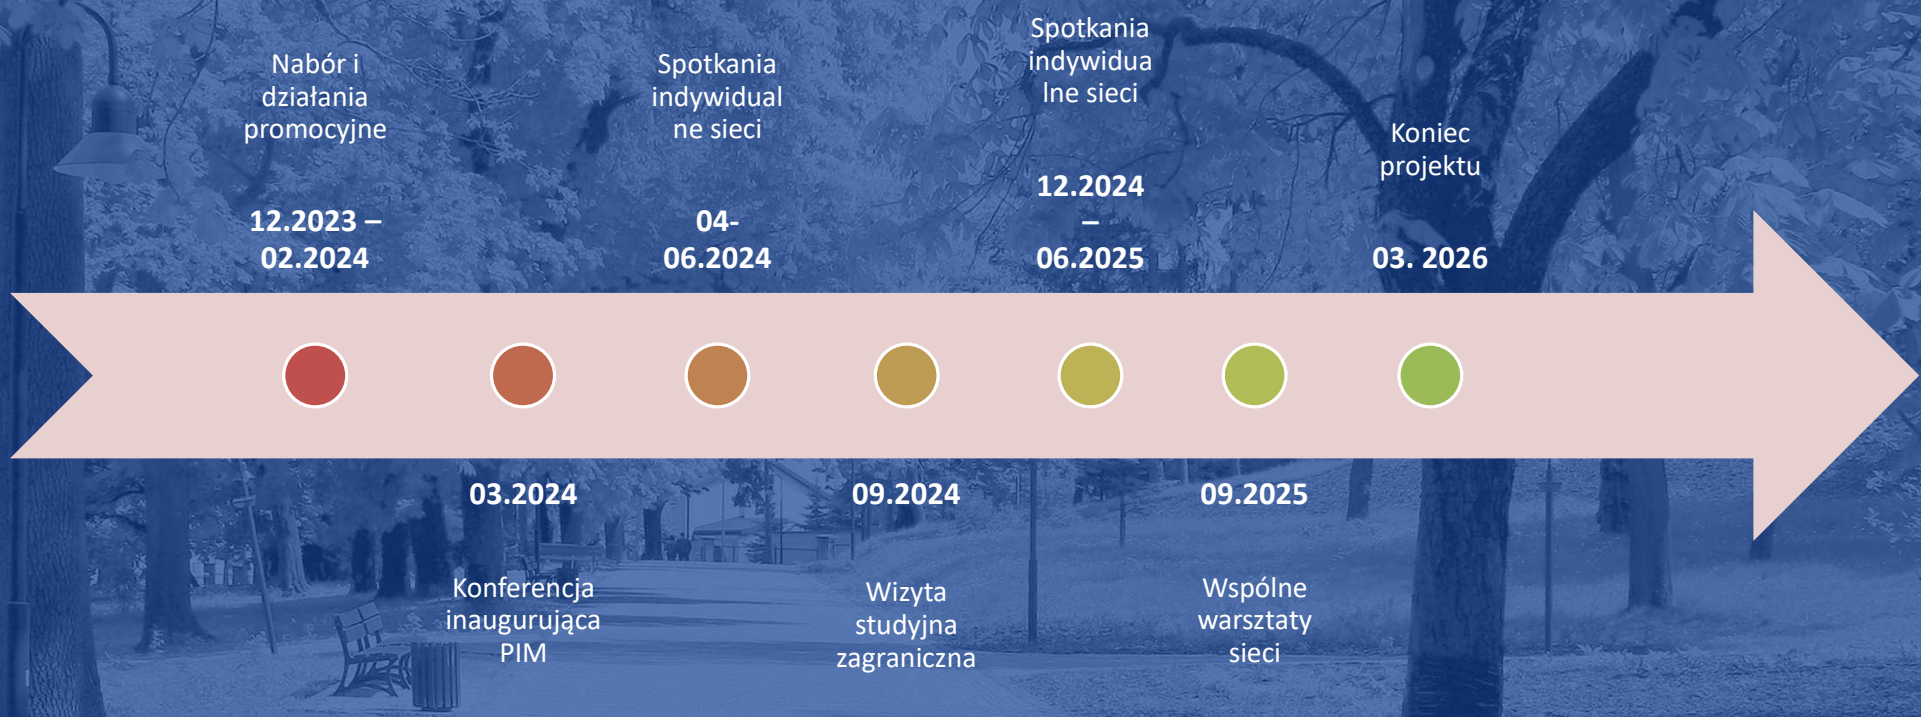 Nabór i
działania
promocyjne
12.2023 –
02.2024
03.2024
Konferencja
inaugurująca
PIM
Spotkania
indywidual
ne sieci
04-
06.2024
09.2024
Wizyta
studyjna
zagraniczna
Spotkania
indywidua
lne sieci
12.2024
–
06.2025
09.2025
Wspólne
warsztaty
sieci
Koniec
projektu
03. 2026